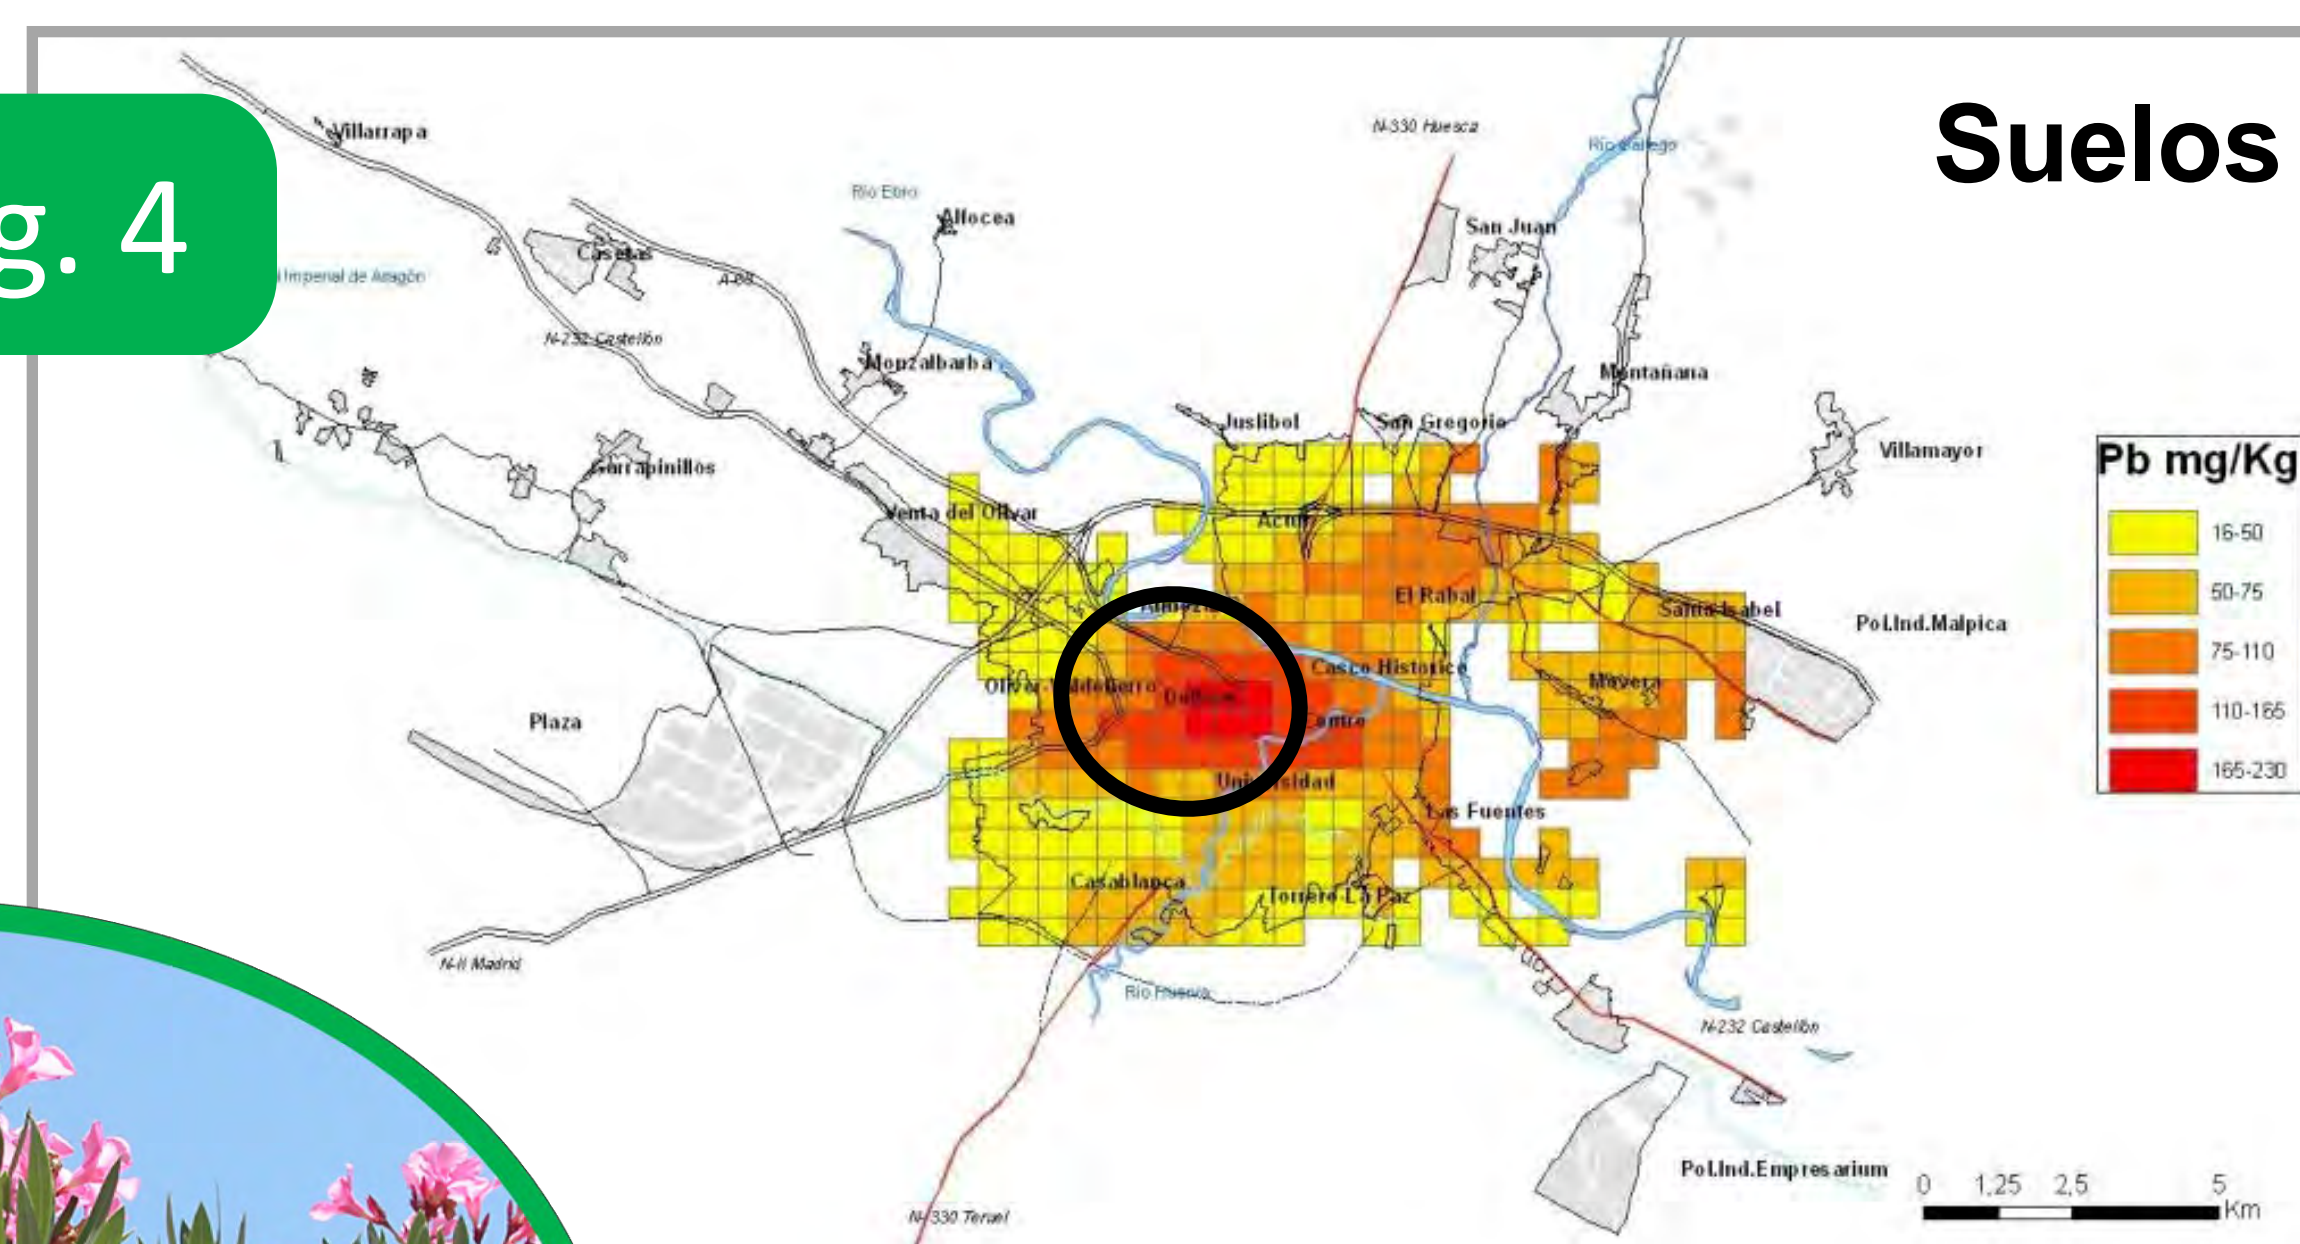 Suelos
g. 4
N-330 Huesca
Villarrapa
Río Gallego
Río Ebro
Alfocea
San Juan
Casetas
Imperial de Aragón
A-68
N-232 Castellón
Monzalbarba
Montañana
Juslibol
San Gregorio
Villamayor
Garrapinillos
Pb mg/Kg
16-50
50-75
75-110
110-165
165-230
Venta del Olivar
Actur
El Rabal
Santa Isabel
Pol.Ind.Malpica
Casco Historico
Oliver-Valdefierro
Delicias
Movera
Plaza
Centro
Universidad
Las Fuentes
Casablanca
Torrero-La Paz
N-II Madrid
Río Huerva
N-232 Castellón
Pol.Ind.Empresarium
0 1,25 2,5 5
Km
N-330 Teruel